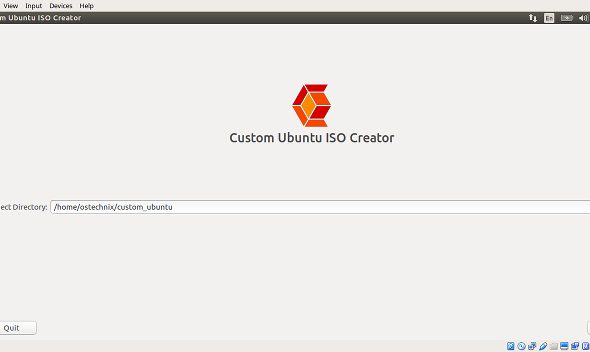 View Input Devices Help
m Ubuntu ISO Creator En
Custom Ubuntu ISO Creator
ect Directory: /home/ostechnix/custom_ubuntu
Quit